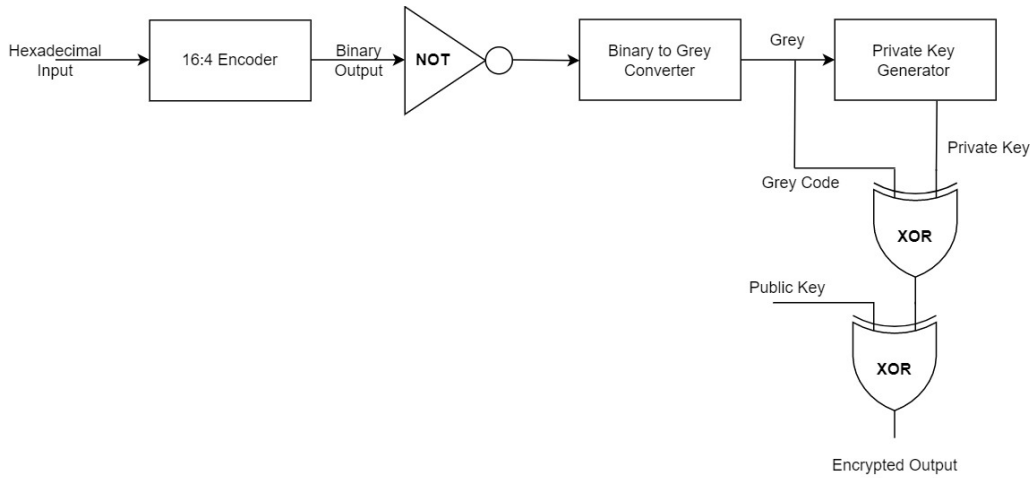 Hexadecimal
Input
16:4 Encoder
Binary
Output
NOT
Binary to Grey
Converter
Grey
Private Key
Generator
Private Key
Grey Code
XOR
Public Key
XOR
Encrypted Output